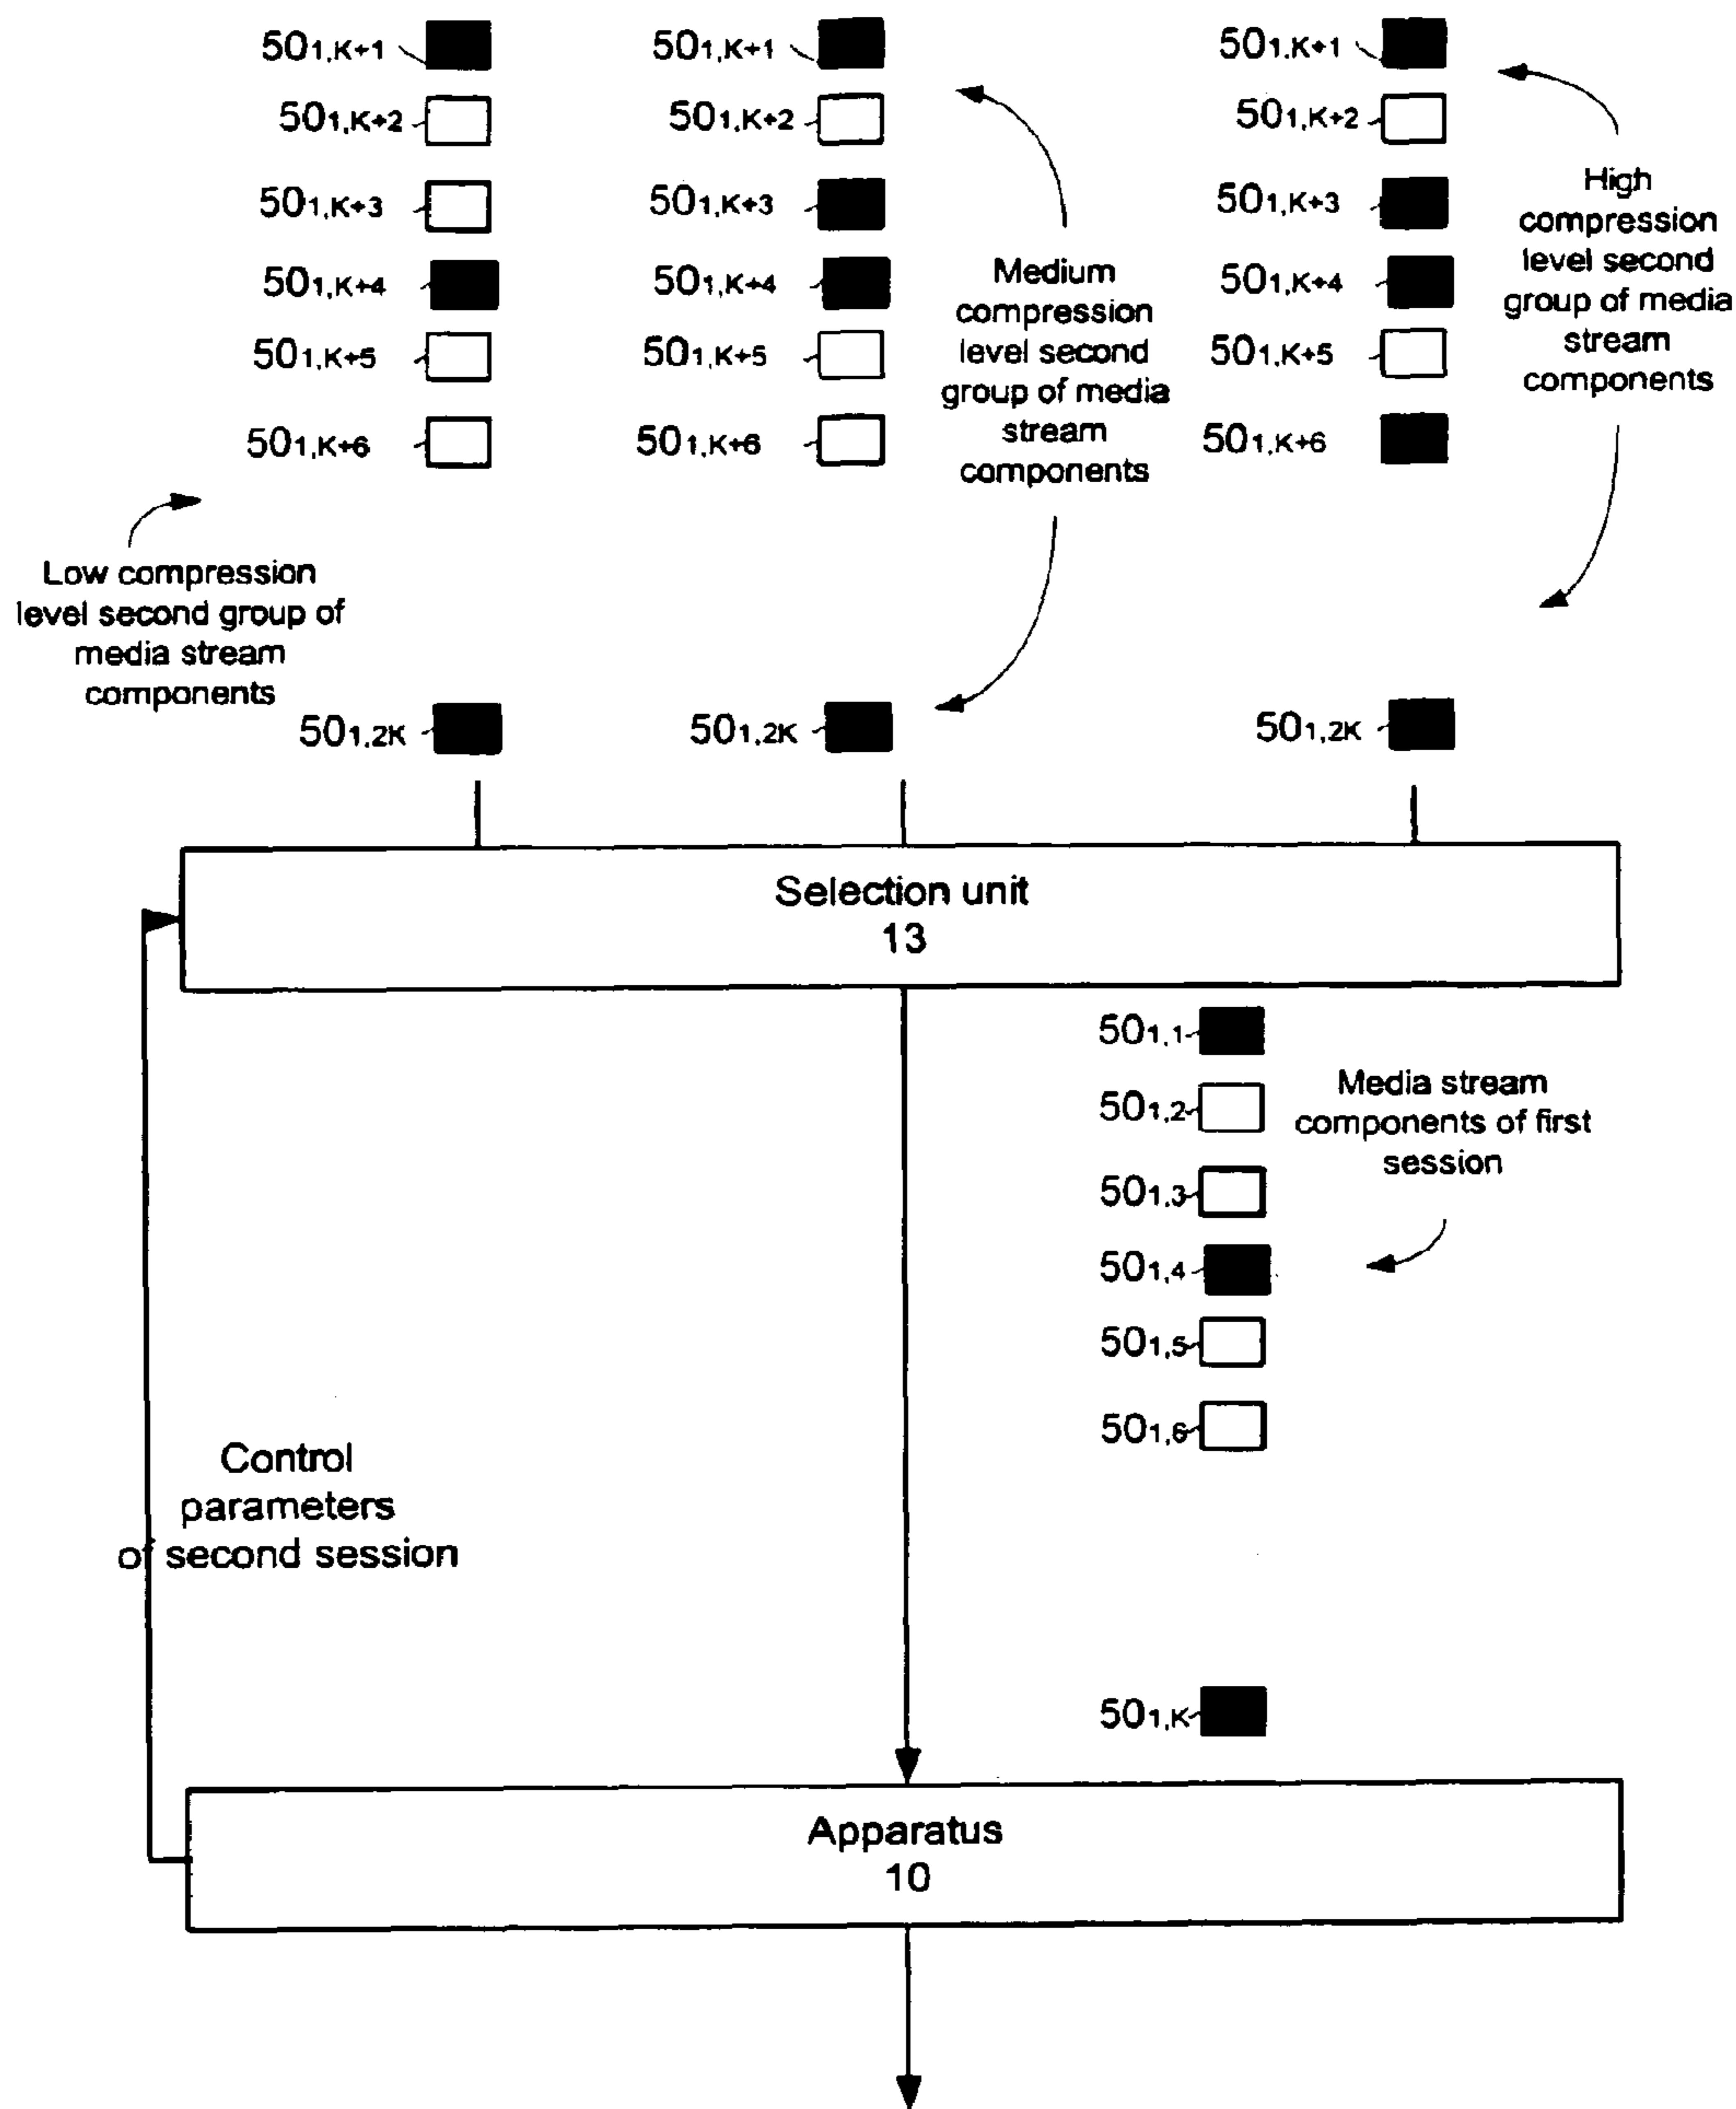 50₁,K+1 50₁,K+1 50₁,K+1
50₁,K+2 50₁,K+2 50₁,K+2
50₁,K+3 50₁,K+3 50₁,K+3
50₁,K+4 50₁,K+4 50₁,K+4
50₁,K+5 50₁,K+5 50₁,K+5
50₁,K+6 50₁,K+6 50₁,K+6
Medium
compression
level second
group of media
stream
components
High
compression
level second
group of media
stream
components
Low compression
level second group of
media stream
components
50₁,2K 50₁,2K 50₁,2K
Selection unit
13
50₁,1
50₁,2
50₁,3
50₁,4
50₁,5
50₁,6
Media stream
components of first
session
Control
parameters
of second session
50₁,K
Apparatus
10